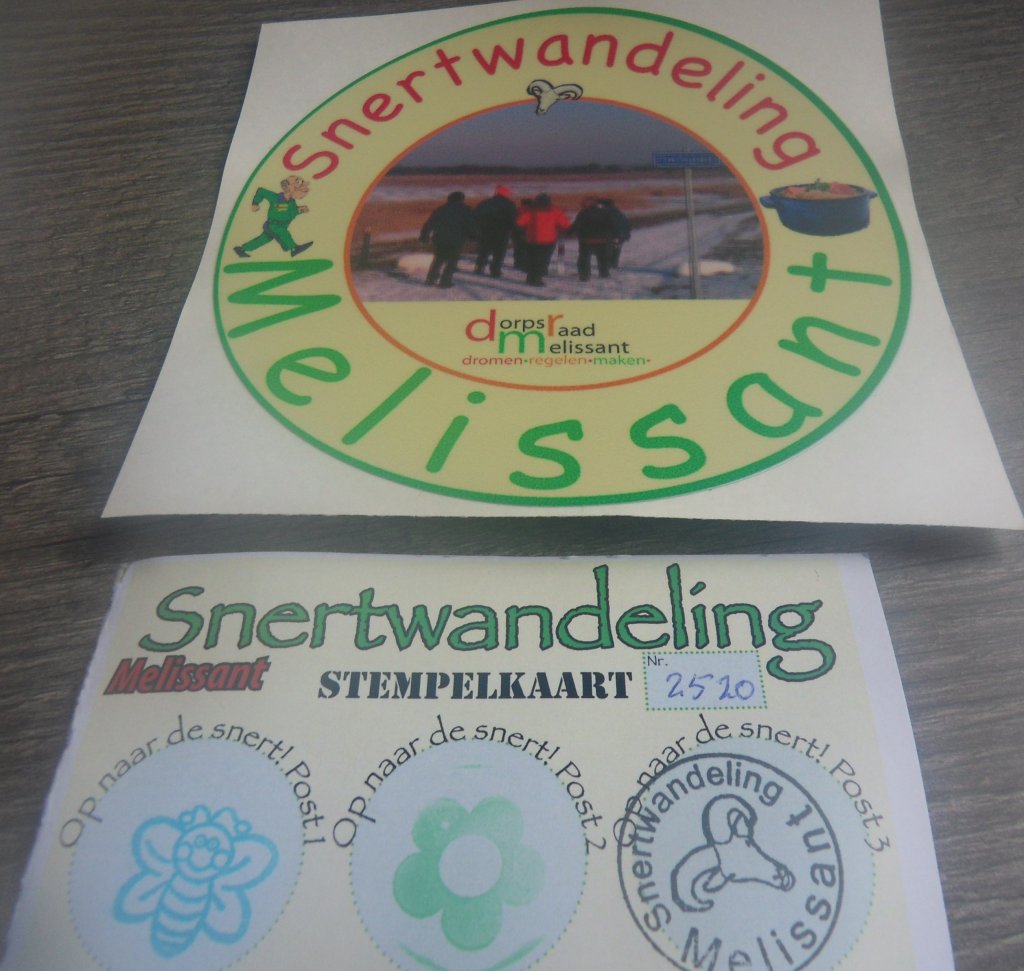 Snertwandeling
Melissant
dorpsraad
melissant
dromen•regelen•maken•
Snertwandeling
Melissant
STEMPELKAART
Nr.
2520
Op naar de snert! Post 1
Op naar de snert! Post 2
Op naar de snert! Post 3
Snertwandeling
Melissant